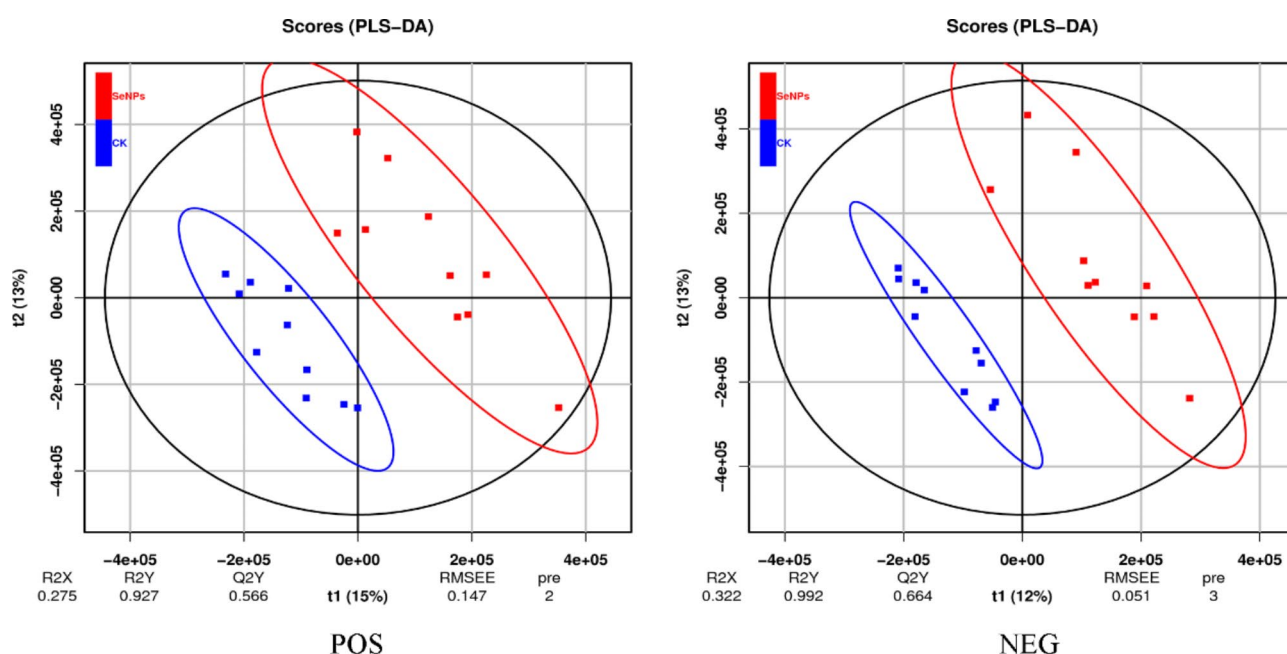 Scores (PLS−DA)
SeNPs
CK
4e+05
2e+05
0e+00
−2e+05
−4e+05
t2 (13%)
−4e+05 −2e+05 0e+00 2e+05 4e+05
R2X R2Y Q2Y RMSEE pre
0.275 0.927 0.566 t1 (15%) 0.147 2
POS
Scores (PLS−DA)
SeNPs
CK
4e+05
2e+05
0e+00
−2e+05
−4e+05
t2 (13%)
−4e+05 −2e+05 0e+00 2e+05 4e+05
R2X R2Y Q2Y RMSEE pre
0.322 0.992 0.664 t1 (12%) 0.051 3
NEG